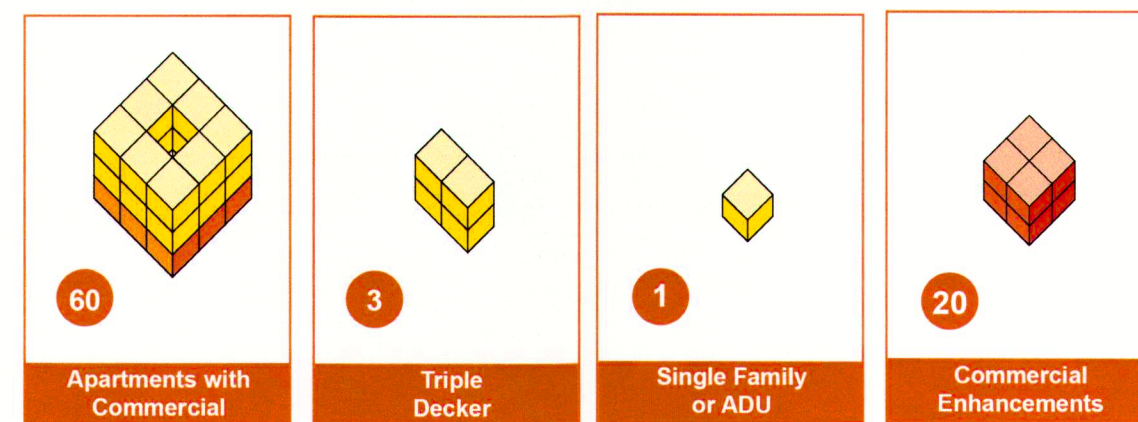 60
Apartments with
Commercial
3
Triple
Decker
1
Single Family
or ADU
20
Commercial
Enhancements